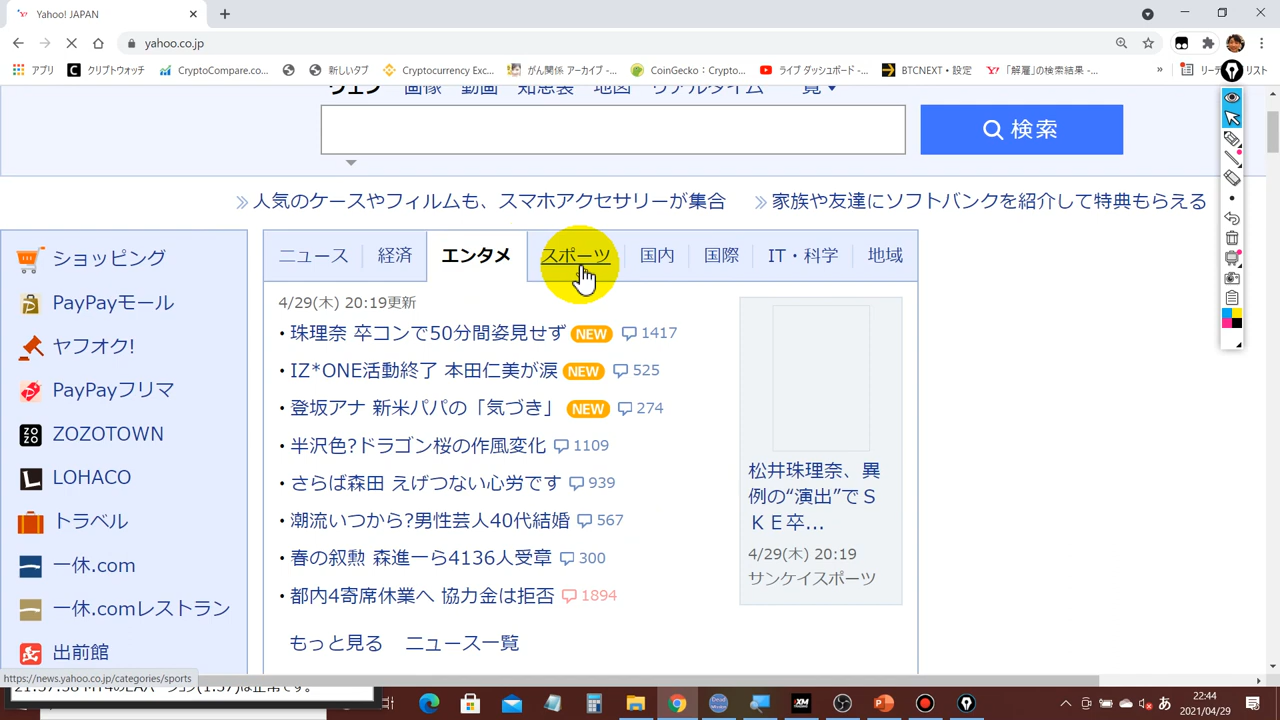 Yahoo! JAPAN
yahoo.co.jp
アプリ
クリプトウォッチ
CryptoCompare.co...
新しいタブ
Cryptocurrency Exc...
CoinGecko：Crypto...
ライブ ダッシュボード -...
BTCNEXT・設定
「解雇」の検索結果 -...
»
ウェブ 画像 動画 知恵袋 地図 リアルタイム 一覧
検索
人気のケースやフィルムも、スマホアクセサリーが集合
家族や友達にソフトバンクを紹介して特典もらえる
ニュース 経済 エンタメ スポーツ 国内 国際 IT・科学 地域
4/29(木) 20:19更新
・珠理奈 卒コンで50分間姿見せず NEW 1417
・IZ*ONE活動終了 本田仁美が涙 NEW 525
・登坂アナ 新米パパの「気づき」 NEW 274
・半沢色?ドラゴン桜の作風変化 1109
・さらば森田 えげつない心労です 939
・潮流いつから?男性芸人40代結婚 567
・春の叙勲 森進一ら4136人受章 300
・都内4寄席休業へ 協力金は拒否 1894
もっと見る ニュース一覧
松井珠理奈、異
例の“演出”でＳ
ＫＥ卒...
4/29(木) 20:19
サンケイスポーツ
ショッピング
PayPayモール
ヤフオク!
PayPayフリマ
ZOZOTOWN
LOHACO
トラベル
一休.com
一休.comレストラン
出前館
https://news.yahoo.co.jp/categories/sports
22:44
2021/04/29